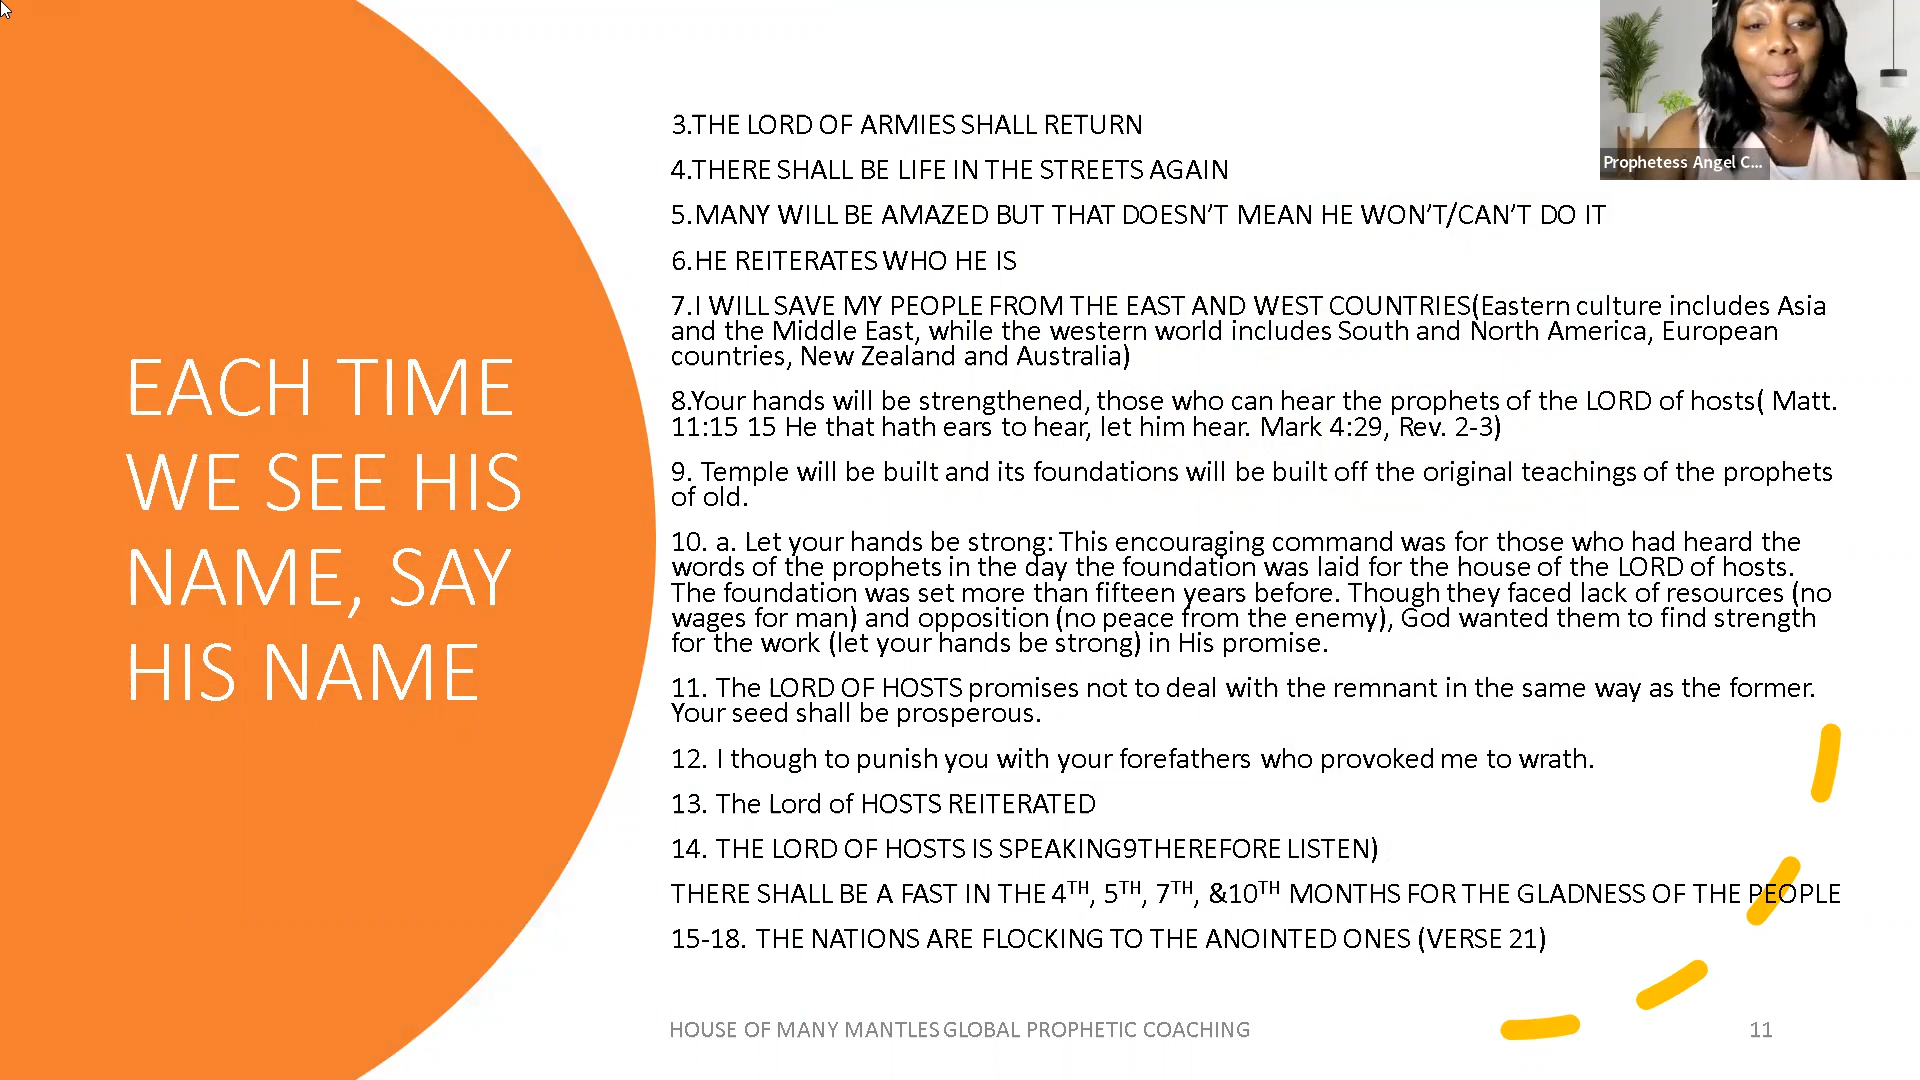 Prophetess Angel C...
EACH TIME
WE SEE HIS
NAME, SAY
HIS NAME
3.THE LORD OF ARMIES SHALL RETURN
4.THERE SHALL BE LIFE IN THE STREETS AGAIN
5.MANY WILL BE AMAZED BUT THAT DOESN’T MEAN HE WON’T/CAN’T DO IT
6.HE REITERATES WHO HE IS
7.I WILL SAVE MY PEOPLE FROM THE EAST AND WEST COUNTRIES(Eastern culture includes Asia
and the Middle East, while the western world includes South and North America, European
countries, New Zealand and Australia)
8.Your hands will be strengthened, those who can hear the prophets of the LORD of hosts( Matt.
11:15 15 He that hath ears to hear, let him hear. Mark 4:29, Rev. 2-3)
9. Temple will be built and its foundations will be built off the original teachings of the prophets
of old.
10. a. Let your hands be strong: This encouraging command was for those who had heard the
words of the prophets in the day the foundation was laid for the house of the LORD of hosts.
The foundation was set more than fifteen years before. Though they faced lack of resources (no
wages for man) and opposition (no peace from the enemy), God wanted them to find strength
for the work (let your hands be strong) in His promise.
11. The LORD OF HOSTS promises not to deal with the remnant in the same way as the former.
Your seed shall be prosperous.
12. I though to punish you with your forefathers who provoked me to wrath.
13. The Lord of HOSTS REITERATED
14. THE LORD OF HOSTS IS SPEAKING9THEREFORE LISTEN)
THERE SHALL BE A FAST IN THE 4TH, 5TH, 7TH, &10TH MONTHS FOR THE GLADNESS OF THE PEOPLE
15-18. THE NATIONS ARE FLOCKING TO THE ANOINTED ONES (VERSE 21)
HOUSE OF MANY MANTLES GLOBAL PROPHETIC COACHING
11